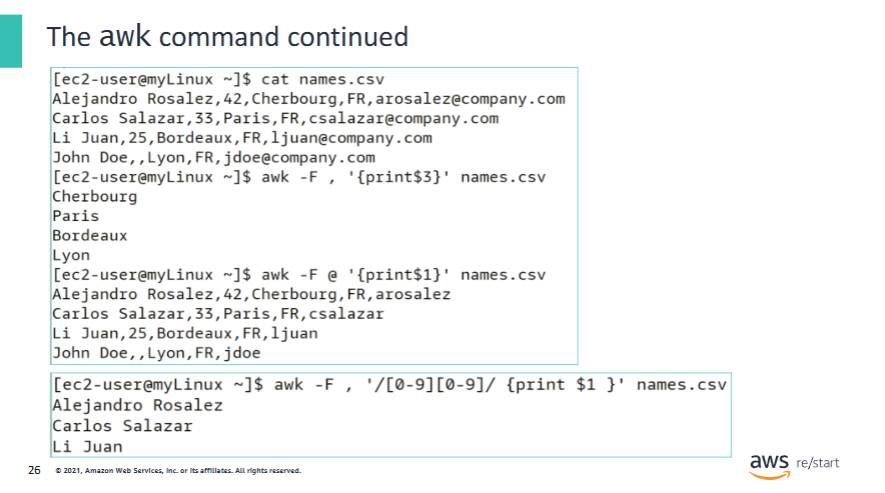 The awk command continued
[ec2-user@myLinux ~]$ cat names.csv
Alejandro Rosalez,42,Cherbourg,FR,arosalez@company.com
Carlos Salazar,33,Paris,FR,csalazar@company.com
Li Juan,25,Bordeaux,FR,ljuan@company.com
John Doe,,Lyon,FR,jdoe@company.com
[ec2-user@myLinux ~]$ awk -F , '{print$3}' names.csv
Cherbourg
Paris
Bordeaux
Lyon
[ec2-user@myLinux ~]$ awk -F @ '{print$1}' names.csv
Alejandro Rosalez,42,Cherbourg,FR,arosalez
Carlos Salazar,33,Paris,FR,csalazar
Li Juan,25,Bordeaux,FR,ljuan
John Doe,,Lyon,FR,jdoe
[ec2-user@myLinux ~]$ awk -F , '/[0-9][0-9]/ {print $1 }' names.csv
Alejandro Rosalez
Carlos Salazar
Li Juan
26 © 2021, Amazon Web Services, Inc. or its affiliates. All rights reserved.
aws re/start